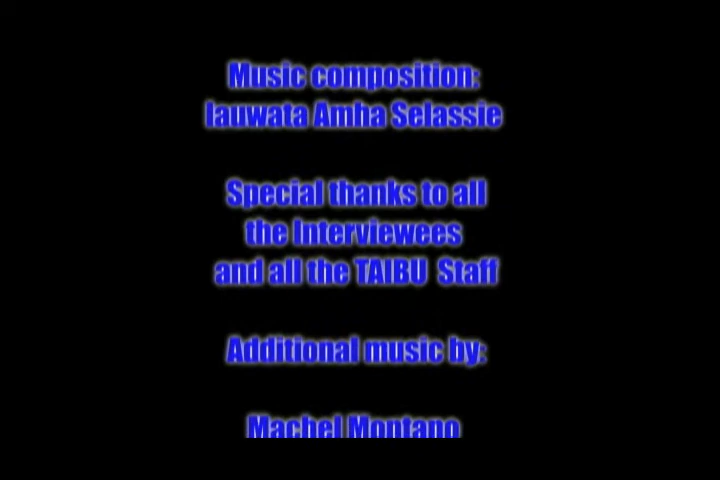 Music composition:
Iauwata Amha Selassie
Special thanks to all
the Interviewees
and all the TAIBU Staff
Additional music by:
Machel Montano